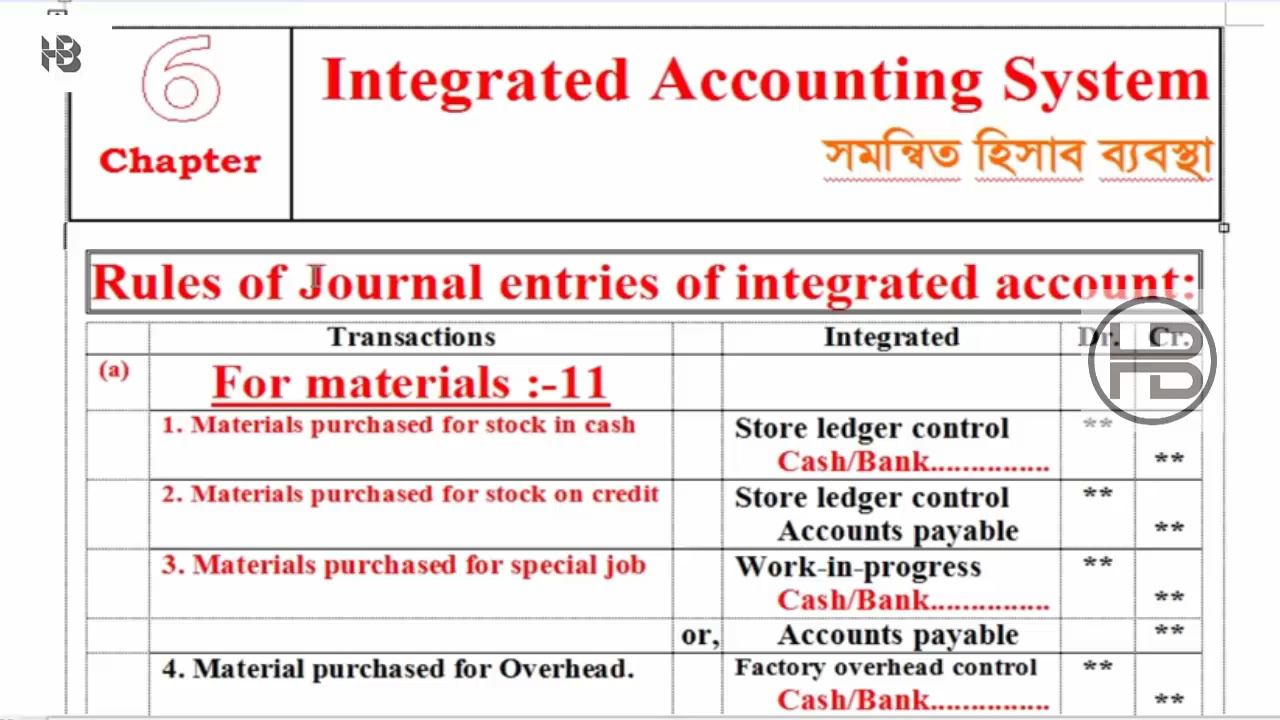 HB
6
Chapter
Integrated Accounting System
সমন্বিত হিসাব ব্যবস্থা
Rules of Journal entries of integrated account:
Transactions Integrated Dr. Cr.
(a) For materials :-11
1. Materials purchased for stock in cash Store ledger control **
Cash/Bank............... **
2. Materials purchased for stock on credit Store ledger control **
Accounts payable **
3. Materials purchased for special job Work-in-progress **
Cash/Bank............... **
or, Accounts payable **
4. Material purchased for Overhead. Factory overhead control **
Cash/Bank............... **
HB